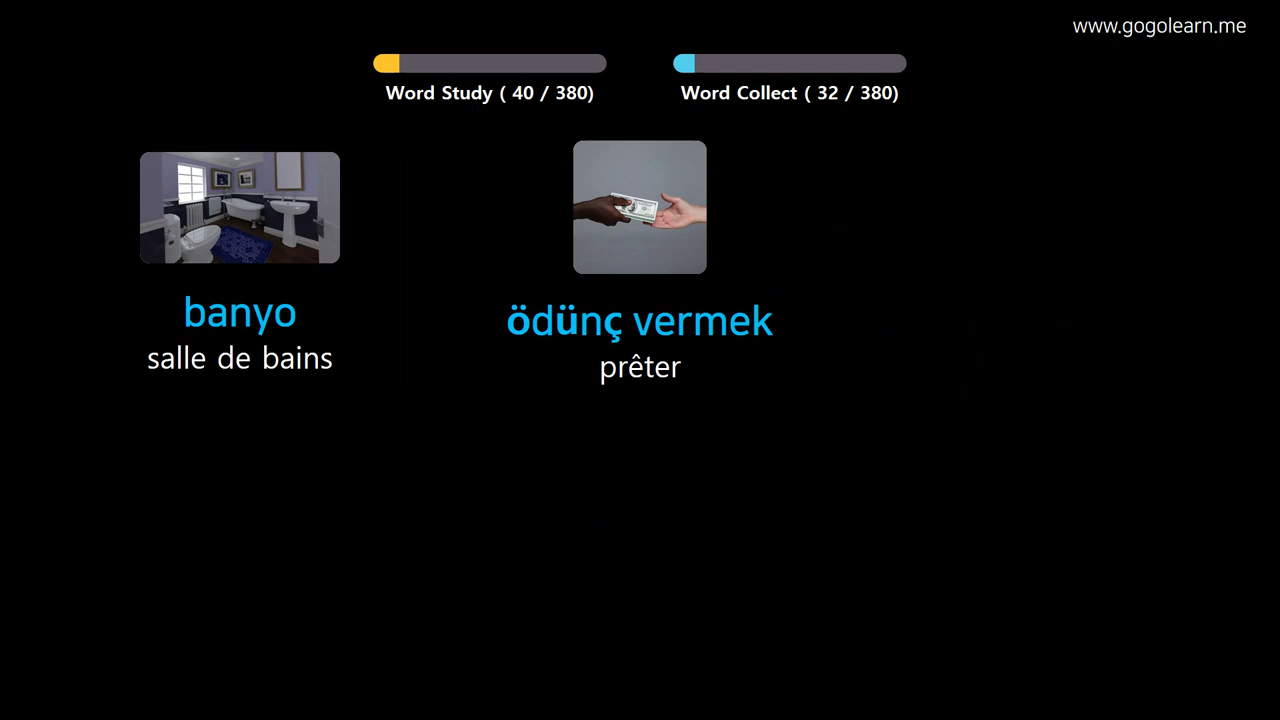 www.gogolearn.me
Word Study ( 40 / 380)
Word Collect ( 32 / 380)
banyo
salle de bains
ödünç vermek
prêter